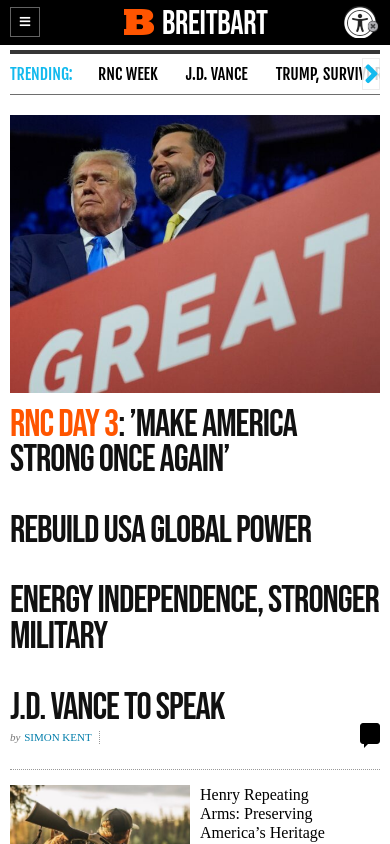 BREITBART
TRENDING: RNC WEEK J.D. VANCE TRUMP,
GREAT
RNC DAY 3: ’MAKE AMERICA
STRONG ONCE AGAIN’
REBUILD USA GLOBAL POWER
ENERGY INDEPENDENCE, STRONGER
MILITARY
J.D. VANCE TO SPEAK
by SIMON KENT
Henry Repeating
Arms: Preserving
America’s Heritage